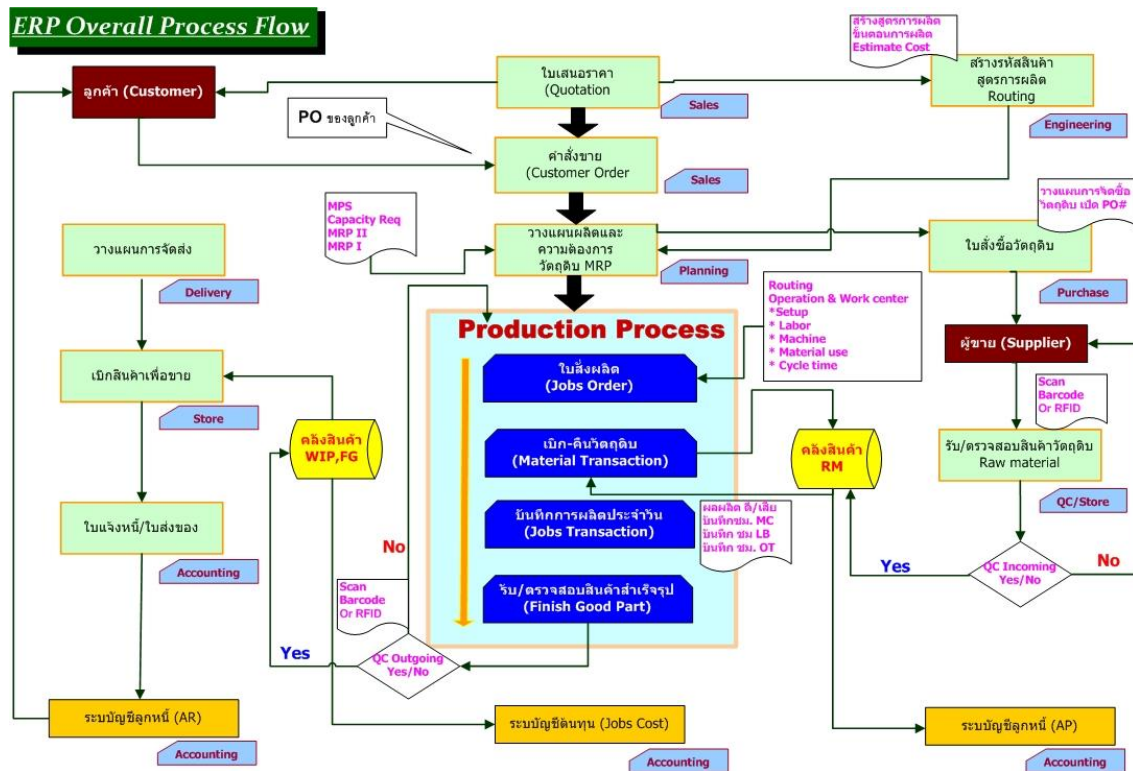 ERP Overall Process Flow
สร้างสูตรการผลิต
ขั้นตอนการผลิต
Estimate Cost
ลูกค้า (Customer)
ใบเสนอราคา
(Quotation
Sales
สร้างรหัสสินค้า
สูตรการผลิต
Routing
Engineering
PO ของลูกค้า
คำสั่งขาย
(Customer Order
Sales
วางแผนการจัดซื้อ
วัตถุดิบ เปิด PO#
MPS
Capacity Req
MRP II
MRP I
วางแผนผลิตและ
ความต้องการ
วัตถุดิบ MRP
Planning
ใบสั่งซื้อวัตถุดิบ
Purchase
วางแผนการจัดส่ง
Delivery
Routing
Operation & Work center
*Setup
* Labor
* Machine
* Material use
* Cycle time
Production Process
ใบสั่งผลิต
(Jobs Order)
ผู้ขาย (Supplier)
เบิกสินค้าเพื่อขาย
Store
Scan
Barcode
Or RFID
คลังสินค้า
WIP,FG
เบิก-คืนวัตถุดิบ
(Material Transaction)
คลังสินค้า
RM
รับ/ตรวจสอบสินค้าวัตถุดิบ
Raw material
QC/Store
ใบแจ้งหนี้/ใบส่งของ
Accounting
บันทึกการผลิตประจำวัน
(Jobs Transaction)
ผลผลิต ดี/เสีย
บันทึกชม. MC
บันทึก ชม LB
บันทึก ชม. OT
No
Yes
QC Incoming
Yes/No
No
รับ/ตรวจสอบสินค้าสำเร็จรูป
(Finish Good Part)
Scan
Barcode
Or RFID
Yes
QC Outgoing
Yes/No
ระบบบัญชีลูกหนี้ (AR)
Accounting
ระบบบัญชีต้นทุน (Jobs Cost)
Accounting
ระบบบัญชีลูกหนี้ (AP)
Accounting